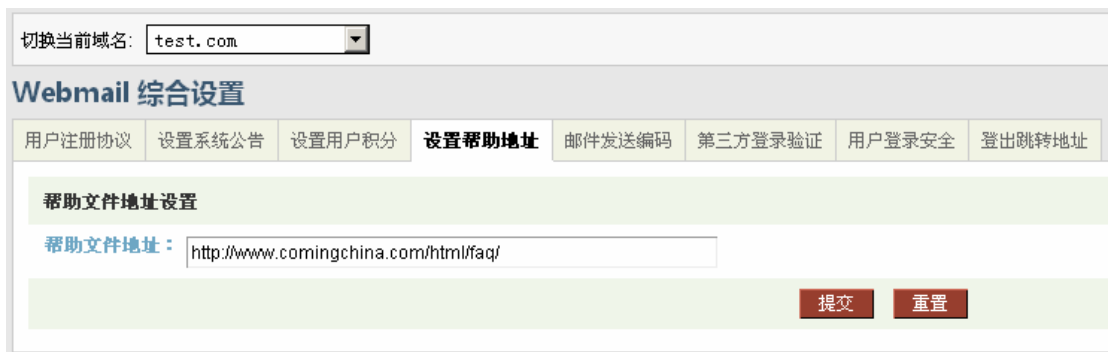 切换当前域名: test.com
Webmail 综合设置
用户注册协议 设置系统公告 设置用户积分 设置帮助地址 邮件发送编码 第三方登录验证 用户登录安全 登出跳转地址
帮助文件地址设置
帮助文件地址： http://www.comingchina.com/html/faq/
提交 重置